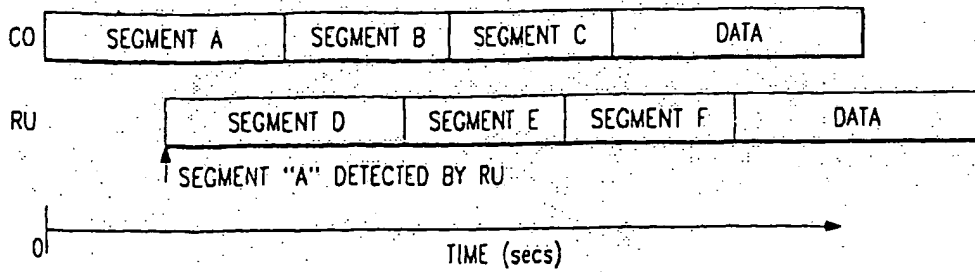 CO SEGMENT A SEGMENT B SEGMENT C DATA
RU SEGMENT D SEGMENT E SEGMENT F DATA
SEGMENT "A" DETECTED BY RU
0
TIME (secs)